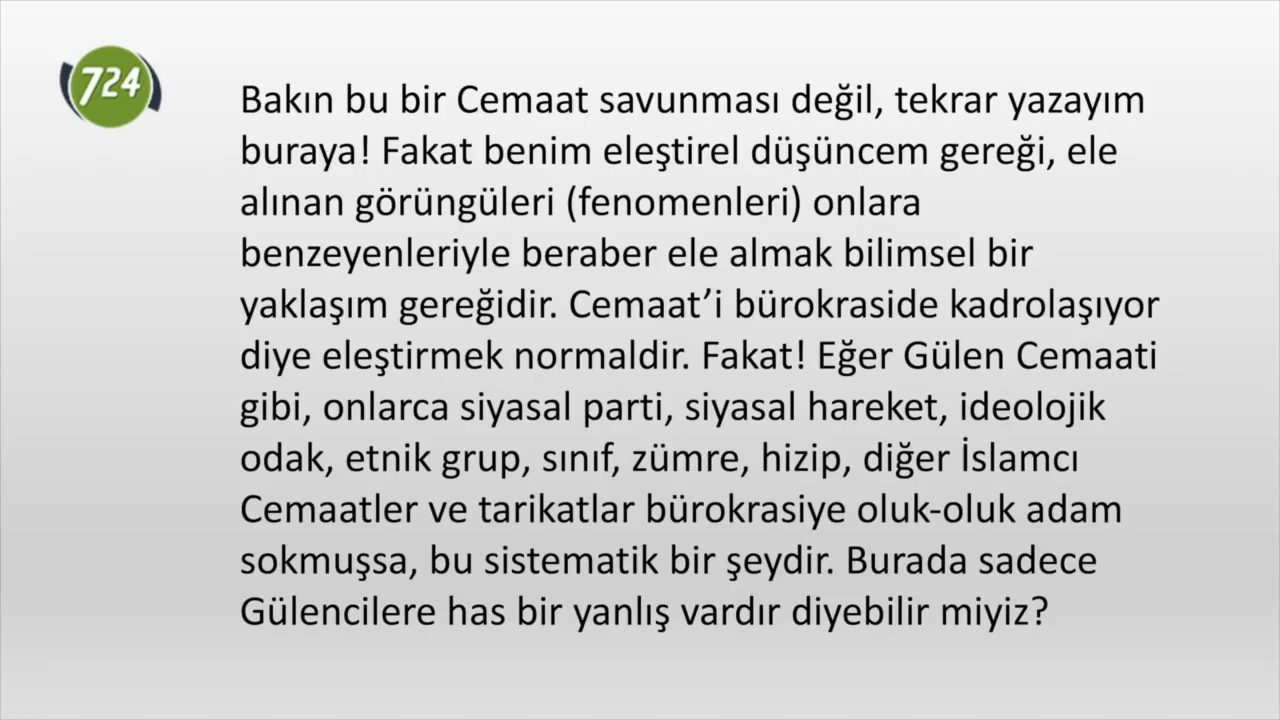 724
Bakın bu bir Cemaat savunması değil, tekrar yazayım
buraya! Fakat benim eleştirel düşüncem gereği, ele
alınan görüngüleri (fenomenleri) onlara
benzeyenleriyle beraber ele almak bilimsel bir
yaklaşım gereğidir. Cemaat’i bürokraside kadrolaşıyor
diye eleştirmek normaldir. Fakat! Eğer Gülen Cemaati
gibi, onlarca siyasal parti, siyasal hareket, ideolojik
odak, etnik grup, sınıf, zümre, hizip, diğer İslamcı
Cemaatler ve tarikatlar bürokrasiye oluk-oluk adam
sokmuşsa, bu sistematik bir şeydir. Burada sadece
Gülencilere has bir yanlış vardır diyebilir miyiz?